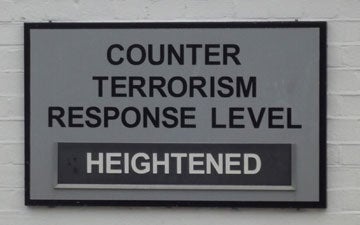 COUNTER
TERRORISM
RESPONSE LEVEL
HEIGHTENED